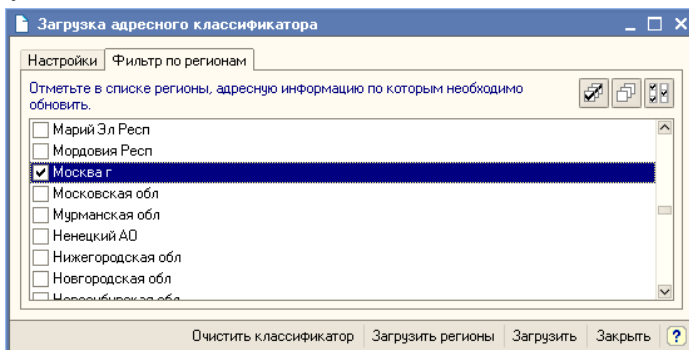 Загрузка адресного классификатора
Настройки Фильтр по регионам
Отметьте в списке регионы, адресную информацию по которым необходимо
обновить.
Марий Эл Респ
Мордовия Респ
Москва г
Московская обл
Мурманская обл
Ненецкий АО
Нижегородская обл
Новгородская обл
Новосибирская обл
Очистить классификатор Загрузить регионы Загрузить Закрыть ?